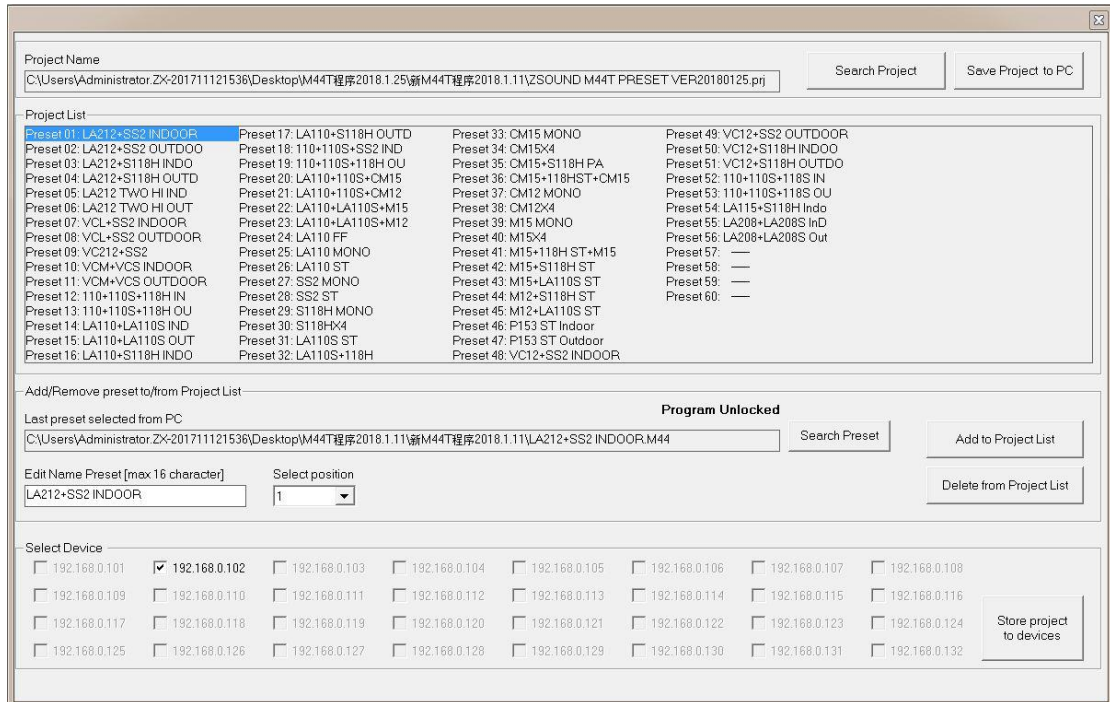 Project Name
C:\Users\Administrator.ZX-201711121536\Desktop\M44T程序2018.1.25\新M44T程序2018.1.11\ZSOUND M44T PRESET VER20180125.prj
Search Project
Save Project to PC
Project List
Preset 01: LA212+SS2 INDOOR
Preset 02: LA212+SS2 OUTDOO
Preset 03: LA212+S118H INDO
Preset 04: LA212+S118H OUTD
Preset 05: LA212 TWO HI IND
Preset 06: LA212 TWO HI OUT
Preset 07: VCL+SS2 INDOOR
Preset 08: VCL+SS2 OUTDOOR
Preset 09: VC212+SS2
Preset 10: VCM+VCS INDOOR
Preset 11: VCM+VCS OUTDOOR
Preset 12: 110+110S+118H IN
Preset 13: 110+110S+118H OU
Preset 14: LA110+LA110S IND
Preset 15: LA110+LA110S OUT
Preset 16: LA110+S118H INDO
Preset 17: LA110+S118H OUTD
Preset 18: 110+110S+SS2 IND
Preset 19: 110+110S+118H OU
Preset 20: LA110+110S+CM15
Preset 21: LA110+110S+CM12
Preset 22: LA110+LA110S+M15
Preset 23: LA110+LA110S+M12
Preset 24: LA110 FF
Preset 25: LA110 MONO
Preset 26: LA110 ST
Preset 27: SS2 MONO
Preset 28: SS2 ST
Preset 29: S118H MONO
Preset 30: S118HX4
Preset 31: LA110S ST
Preset 32: LA110S+118H
Preset 33: CM15 MONO
Preset 34: CM15X4
Preset 35: CM15+S118H PA
Preset 36: CM15+118HST+CM15
Preset 37: CM12 MONO
Preset 38: CM12X4
Preset 39: M15 MONO
Preset 40: M15X4
Preset 41: M15+118H ST+M15
Preset 42: M15+S118H ST
Preset 43: M15+LA110S ST
Preset 44: M12+S118H ST
Preset 45: M12+LA110S ST
Preset 46: P153 ST Indoor
Preset 47: P153 ST Outdoor
Preset 48: VC12+SS2 INDOOR
Preset 49: VC12+SS2 OUTDOOR
Preset 50: VC12+S118H INDOO
Preset 51: VC12+S118H OUTDO
Preset 52: 110+110S+118S IN
Preset 53: 110+110S+118S OU
Preset 54: LA115+S118H Indo
Preset 55: LA208+LA208S InD
Preset 56: LA208+LA208S Out
Preset 57: —
Preset 58: —
Preset 59: —
Preset 60: —
Add/Remove preset to/from Project List
Program Unlocked
Last preset selected from PC
C:\Users\Administrator.ZX-201711121536\Desktop\M44T程序2018.1.11\新M44T程序2018.1.11\LA212+SS2 INDOOR.M44
Search Preset
Add to Project List
Edit Name Preset [max 16 character]
Select position
LA212+SS2 INDOOR
1
Delete from Project List
Select Device
192.168.0.101 192.168.0.102 192.168.0.103 192.168.0.104 192.168.0.105 192.168.0.106 192.168.0.107 192.168.0.108
192.168.0.109 192.168.0.110 192.168.0.111 192.168.0.112 192.168.0.113 192.168.0.114 192.168.0.115 192.168.0.116
192.168.0.117 192.168.0.118 192.168.0.119 192.168.0.120 192.168.0.121 192.168.0.122 192.168.0.123 192.168.0.124
192.168.0.125 192.168.0.126 192.168.0.127 192.168.0.128 192.168.0.129 192.168.0.130 192.168.0.131 192.168.0.132
Store project
to devices